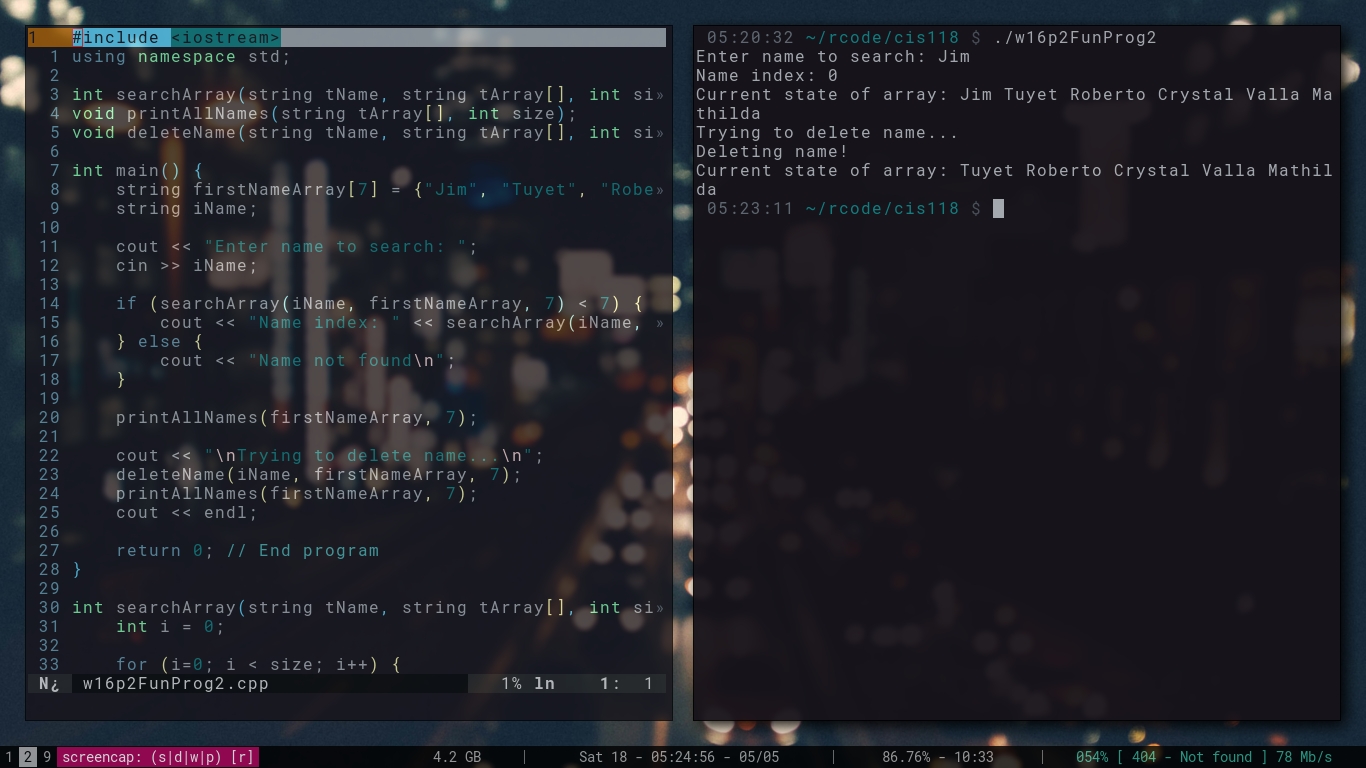 1   #include <iostream>
1 using namespace std;
2
3 int searchArray(string tName, string tArray[], int si»
4 void printAllNames(string tArray[], int size);
5 void deleteName(string tName, string tArray[], int si»
6
7 int main() {
8     string firstNameArray[7] = {"Jim", "Tuyet", "Robe»
9     string iName;
10
11     cout << "Enter name to search: ";
12     cin >> iName;
13
14     if (searchArray(iName, firstNameArray, 7) < 7) {
15         cout << "Name index: " << searchArray(iName, »
16     } else {
17         cout << "Name not found\n";
18     }
19
20     printAllNames(firstNameArray, 7);
21
22     cout << "\nTrying to delete name...\n";
23     deleteName(iName, firstNameArray, 7);
24     printAllNames(firstNameArray, 7);
25     cout << endl;
26
27     return 0; // End program
28 }
29
30 int searchArray(string tName, string tArray[], int si»
31     int i = 0;
32
33     for (i=0; i < size; i++) {
N¿ w16p2FunProg2.cpp 1% ln 1: 1
05:20:32 ~/rcode/cis118 $ ./w16p2FunProg2
Enter name to search: Jim
Name index: 0
Current state of array: Jim Tuyet Roberto Crystal Valla Ma
thilda
Trying to delete name...
Deleting name!
Current state of array: Tuyet Roberto Crystal Valla Mathil
da
05:23:11 ~/rcode/cis118 $
1 2 9 screencap: (s|d|w|p) [r] 4.2 GB | Sat 18 - 05:24:56 - 05/05 | 86.76% - 10:33 | 054% [ 404 - Not found ] 78 Mb/s